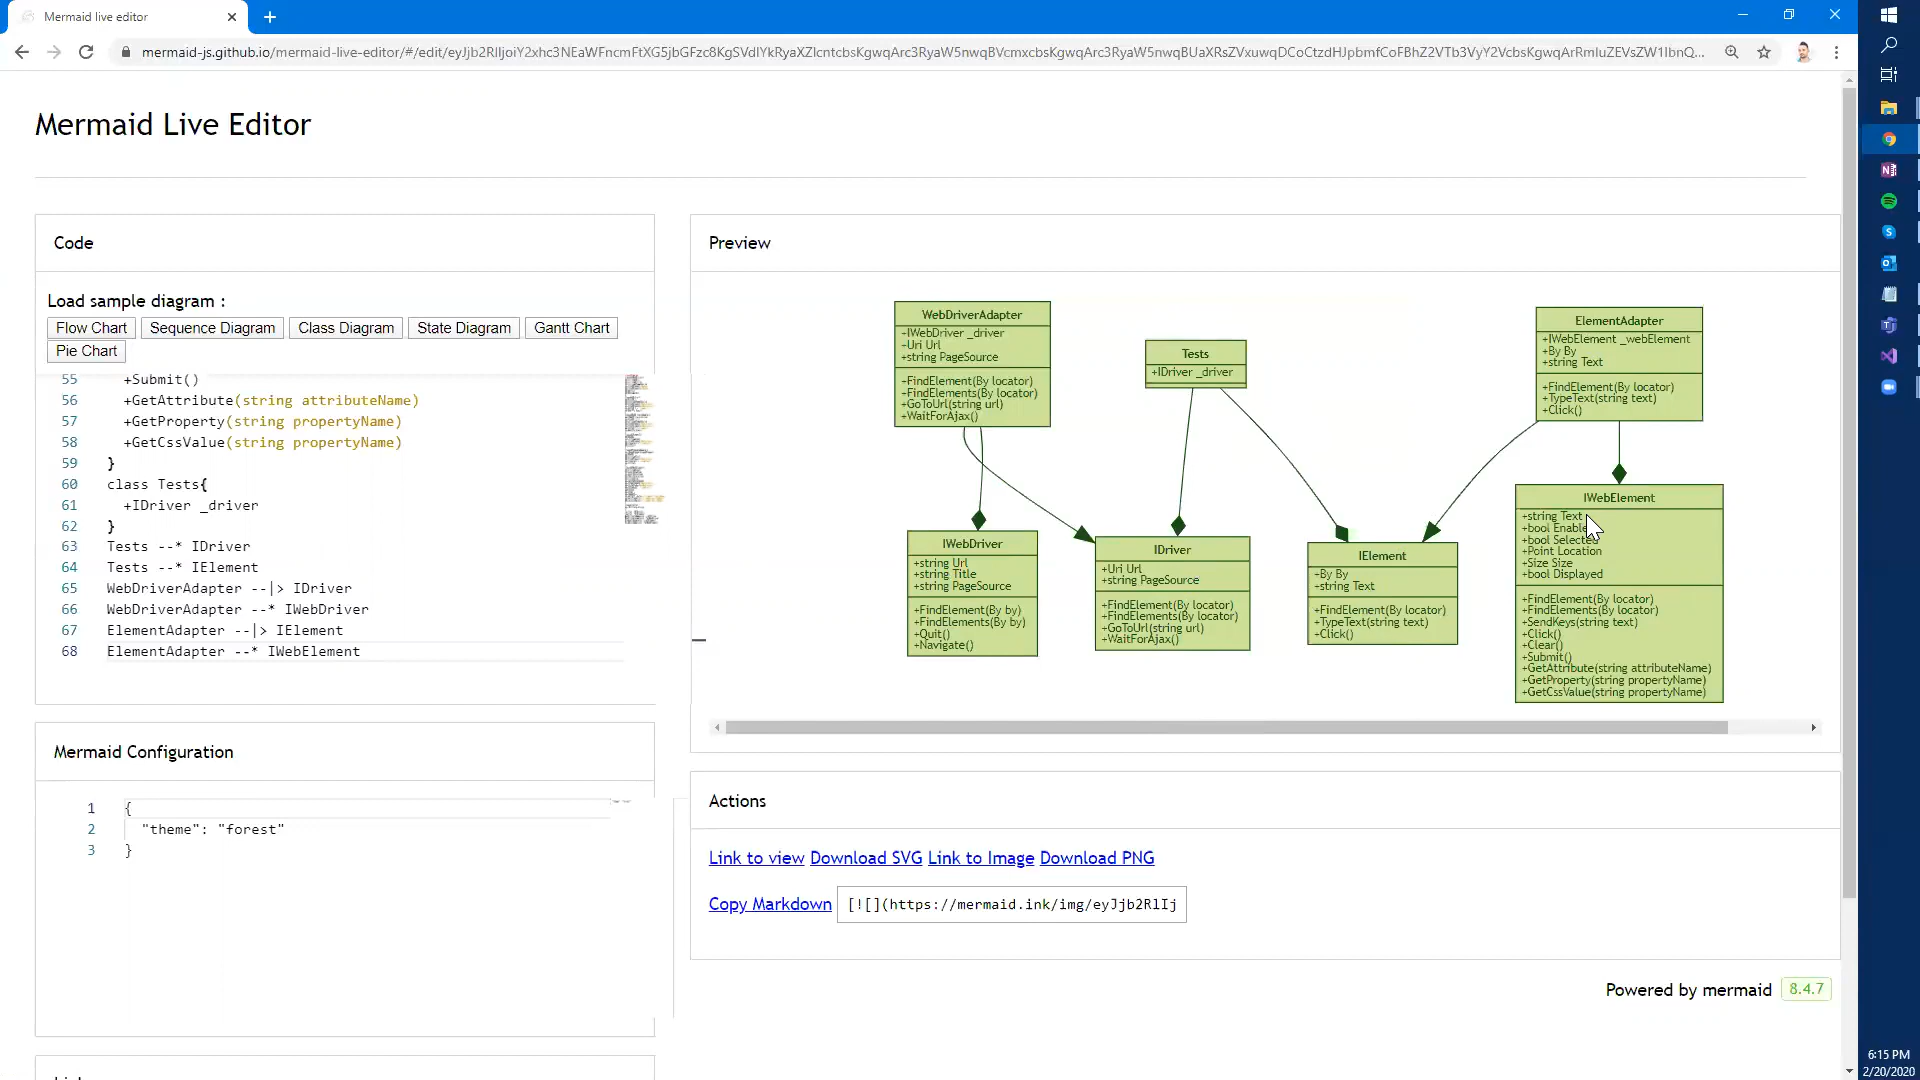 Mermaid live editor
mermaid-js.github.io/mermaid-live-editor/#/edit/
Mermaid Live Editor
Code
Load sample diagram :
Flow Chart
Sequence Diagram
Class Diagram
State Diagram
Gantt Chart
Pie Chart
55 +Submit()
56 +GetAttribute(string attributeName)
57 +GetProperty(string propertyName)
58 +GetCssValue(string propertyName)
59 }
60 class Tests{
61 +IDriver _driver
62 }
63 Tests --* IDriver
64 Tests --* IElement
65 WebDriverAdapter --|> IDriver
66 WebDriverAdapter --* IWebDriver
67 ElementAdapter --|> IElement
68 ElementAdapter --* IWebElement
Mermaid Configuration
1 {
2 "theme": "forest"
3 }
Preview
WebDriverAdapter
+IWebDriver _driver
+Uri Url
+string PageSource
+FindElement(By locator)
+FindElements(By locator)
+GoToUrl(string url)
+WaitForAjax()
Tests
+IDriver _driver
ElementAdapter
+IWebElement _webElement
+By By
+string Text
+FindElement(By locator)
+TypeText(string text)
+Click()
IWebDriver
+string Url
+string Title
+string PageSource
+FindElement(By by)
+FindElements(By by)
+Quit()
+Navigate()
IDriver
+Uri Url
+string PageSource
+FindElement(By locator)
+FindElements(By locator)
+GoToUrl(string url)
+WaitForAjax()
IElement
+By By
+string Text
+FindElement(By locator)
+TypeText(string text)
+Click()
IWebElement
+string Text
+bool Enable
+bool Selected
+Point Location
+Size Size
+bool Displayed
+FindElement(By locator)
+FindElements(By locator)
+SendKeys(string text)
+Click()
+Clear()
+Submit()
+GetAttribute(string attributeName)
+GetProperty(string propertyName)
+GetCssValue(string propertyName)
Actions
Link to view Download SVG Link to Image Download PNG
Copy Markdown [![](https://mermaid.ink/img/eyJjb2RlIj
Powered by mermaid 8.4.7
6:15 PM
2/20/2020